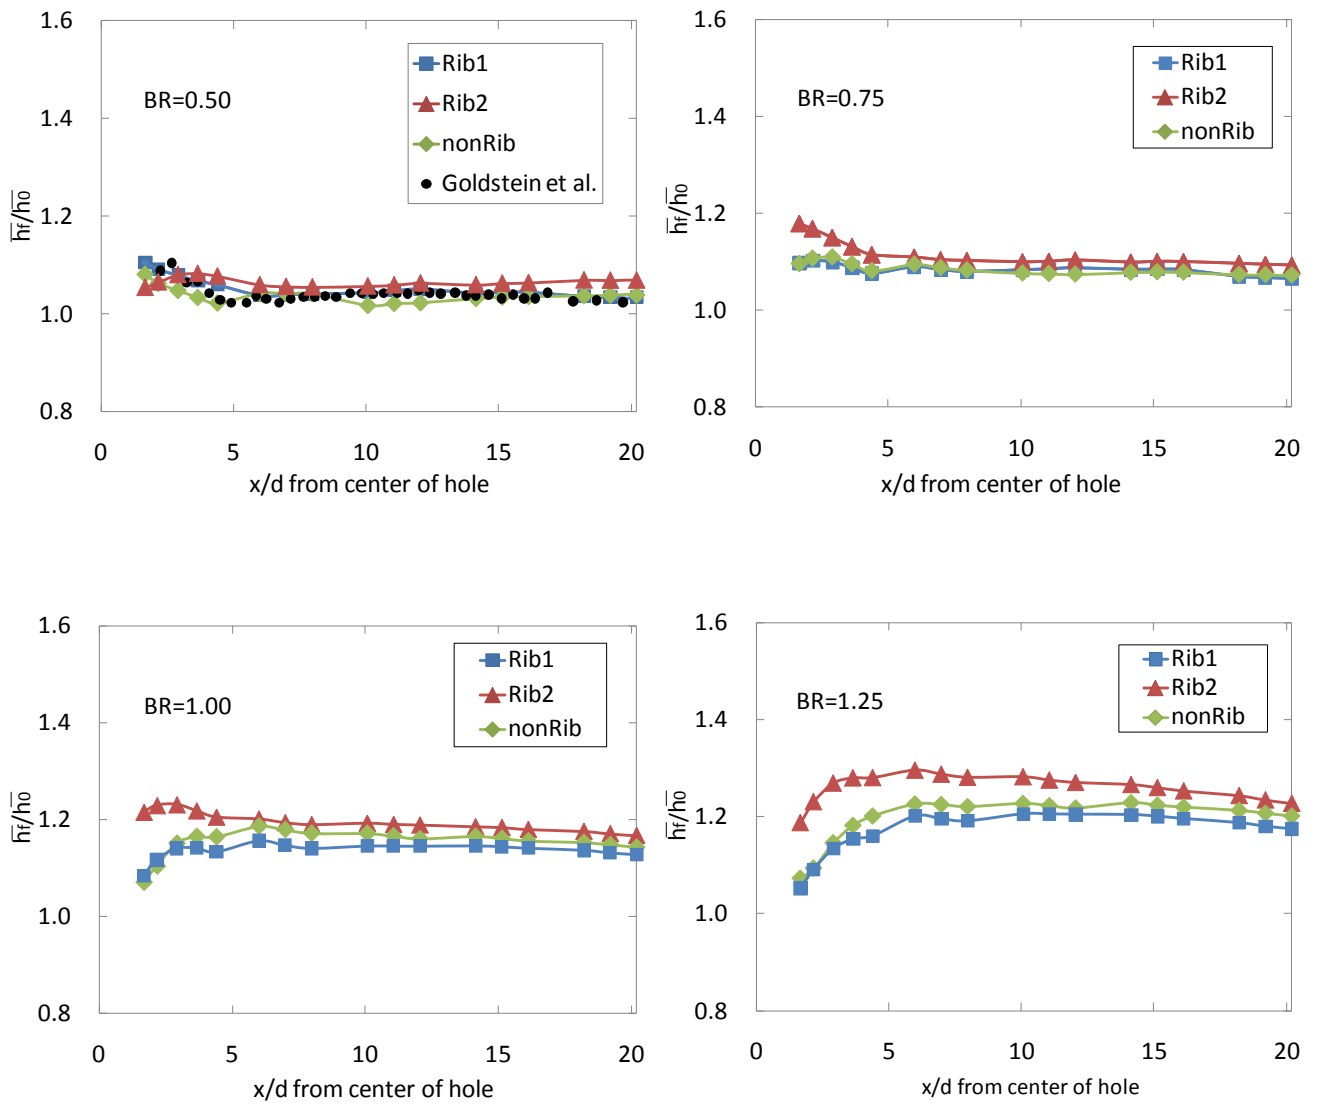 1.6
1.4
1.2
1.0
0.8
h̅f/h̅0
BR=0.50
Rib1
Rib2
nonRib
Goldstein et al.
0 5 10 15 20
x/d from center of hole
1.6
1.4
1.2
1.0
0.8
h̅f/h̅0
BR=0.75
Rib1
Rib2
nonRib
0 5 10 15 20
x/d from center of hole
1.6
1.4
1.2
1.0
0.8
h̅f/h̅0
BR=1.00
Rib1
Rib2
nonRib
0 5 10 15 20
x/d from center of hole
1.6
1.4
1.2
1.0
0.8
h̅f/h̅0
BR=1.25
Rib1
Rib2
nonRib
0 5 10 15 20
x/d from center of hole